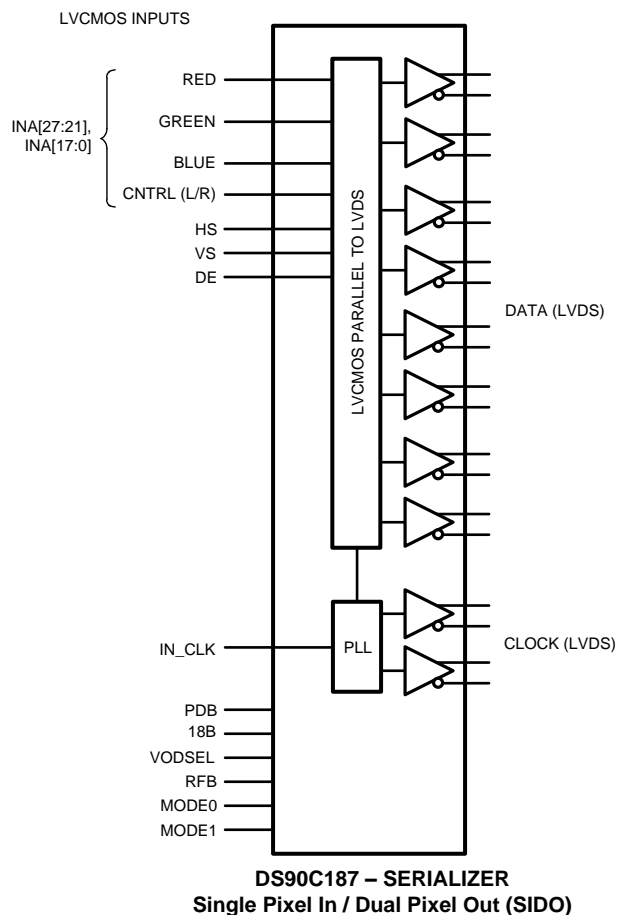 LVCMOS INPUTS
RED
GREEN
INA[27:21],
INA[17:0]
BLUE
CNTRL (L/R)
HS
VS
DE
LVCMOS PARALLEL TO LVDS
DATA (LVDS)
IN_CLK
PLL
CLOCK (LVDS)
PDB
18B
VODSEL
RFB
MODE0
MODE1
DS90C187 – SERIALIZER
Single Pixel In / Dual Pixel Out (SIDO)